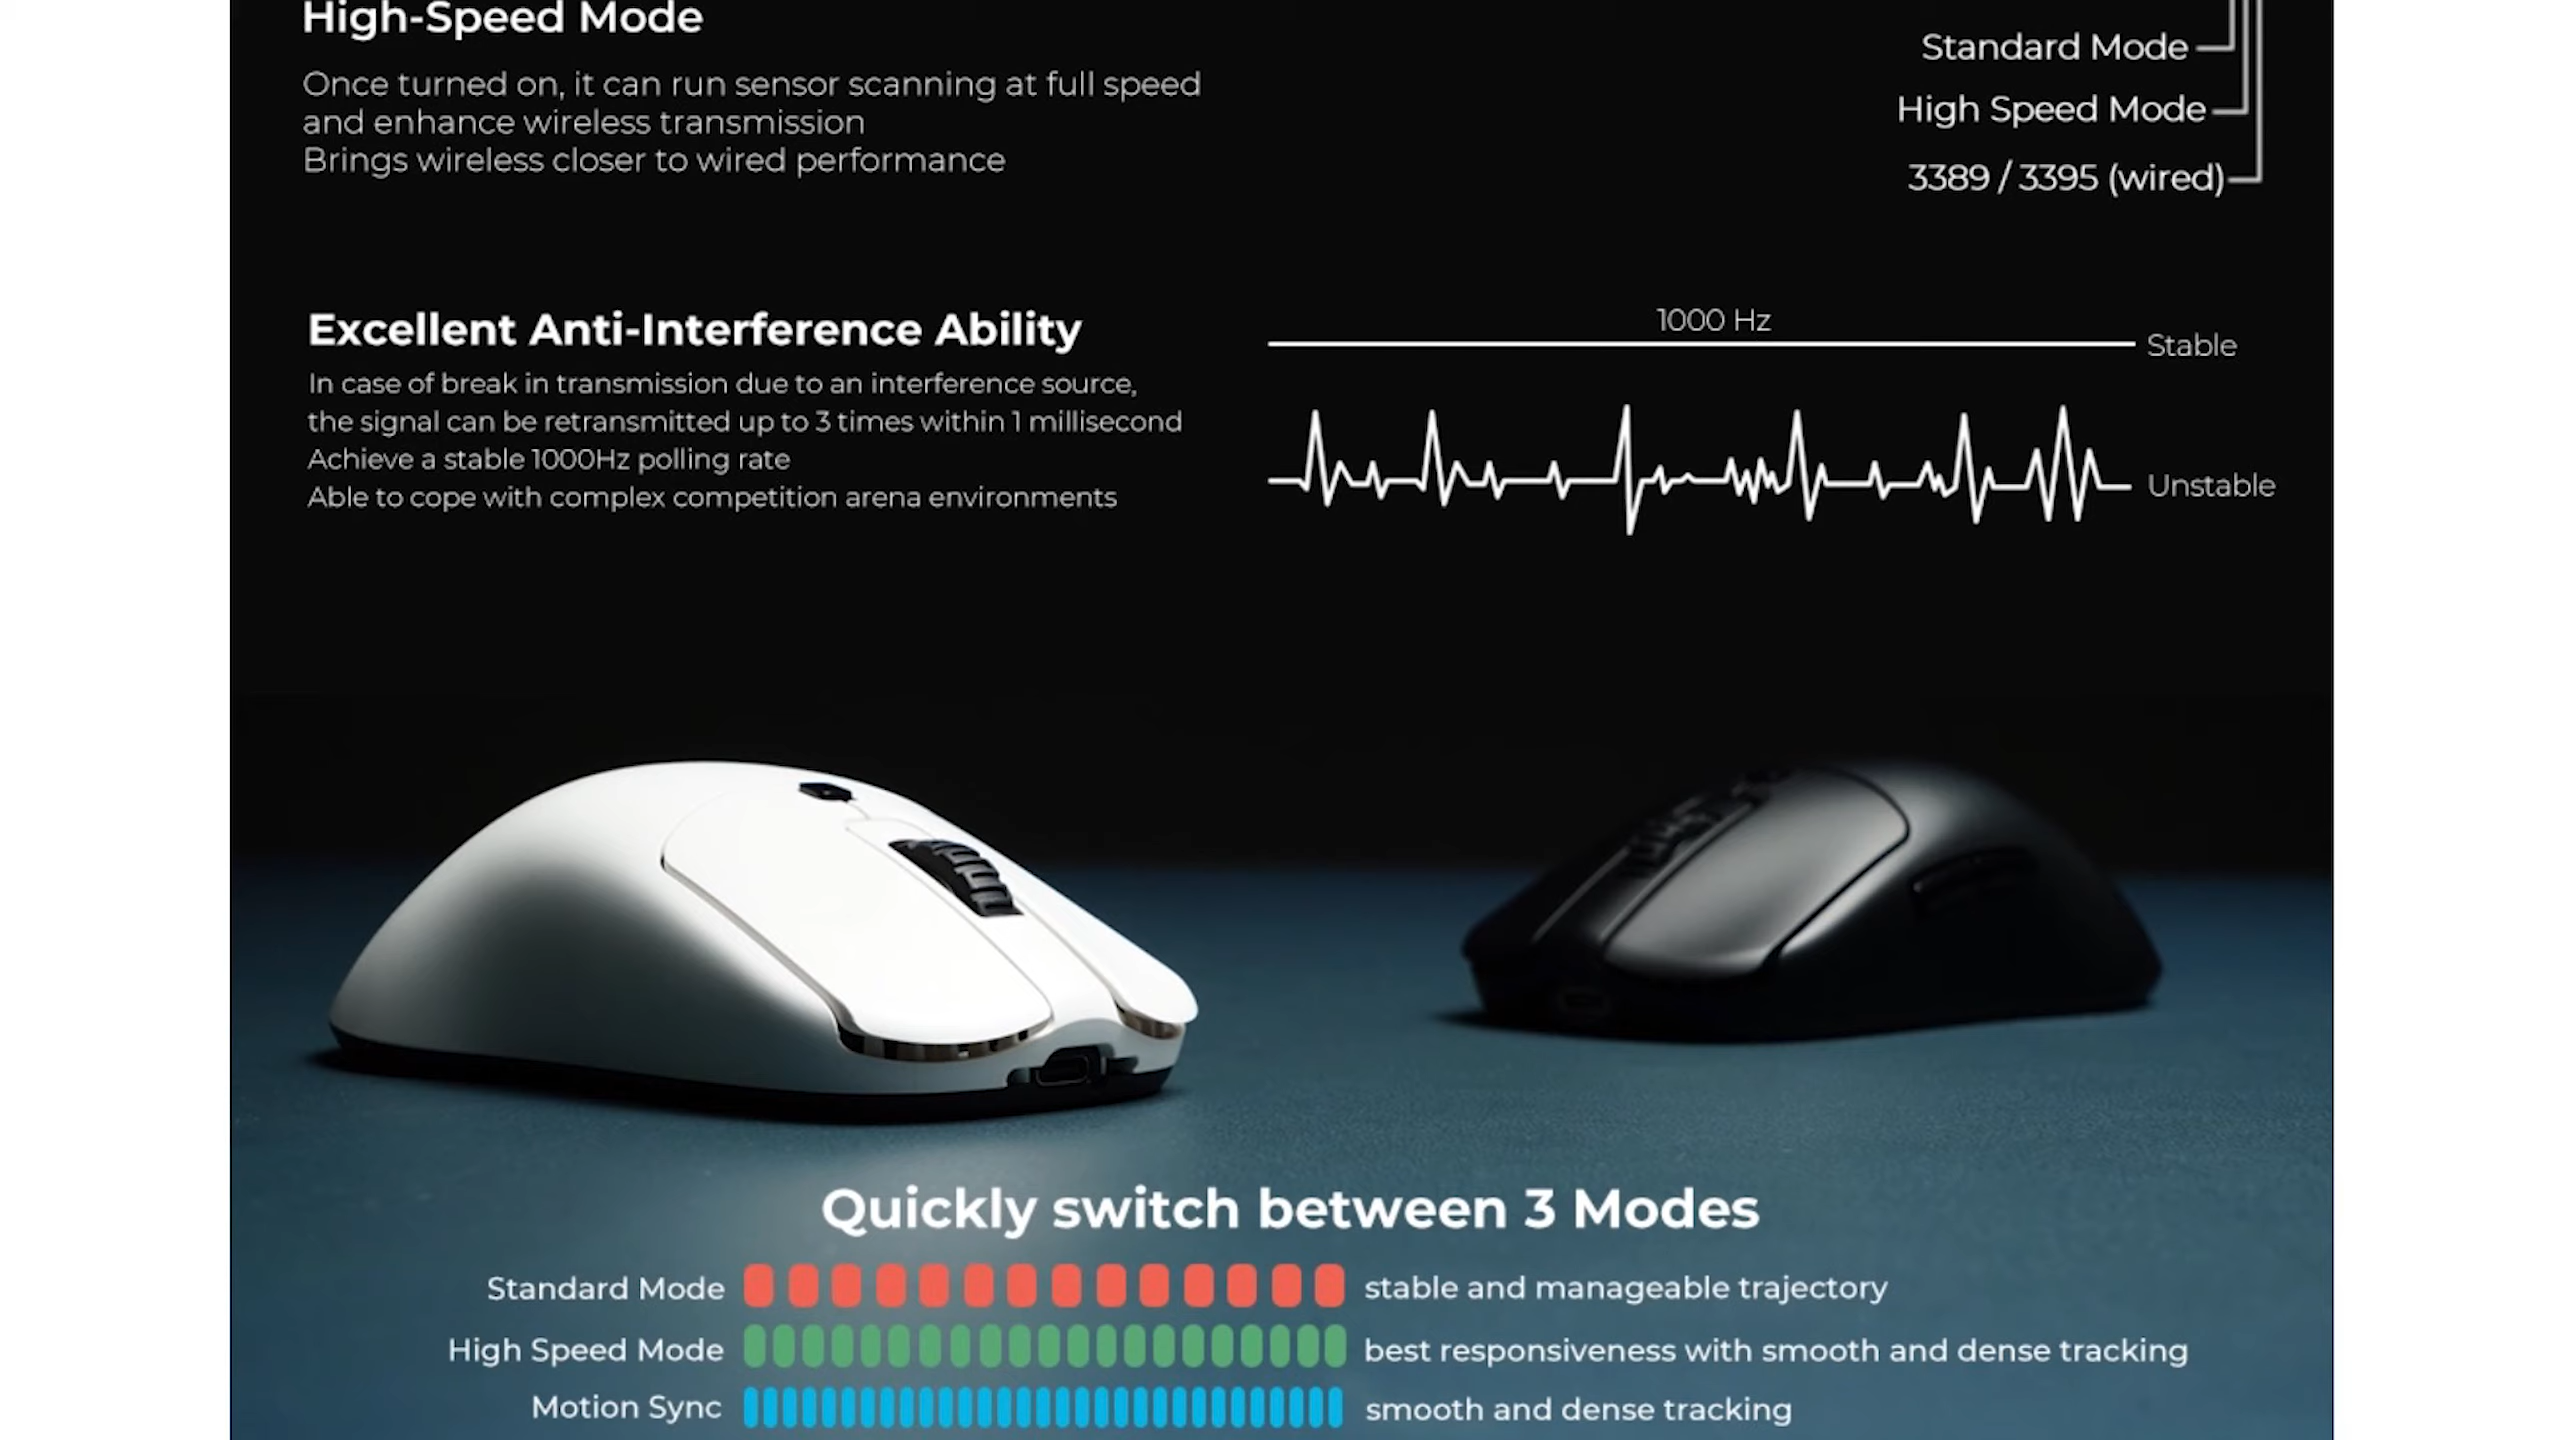 High-Speed Mode
Once turned on, it can run sensor scanning at full speed
and enhance wireless transmission
Brings wireless closer to wired performance
Standard Mode
High Speed Mode
3389 / 3395 (wired)
Excellent Anti-Interference Ability
In case of break in transmission due to an interference source,
the signal can be retransmitted up to 3 times within 1 millisecond
Achieve a stable 1000Hz polling rate
Able to cope with complex competition arena environments
1000 Hz
Stable
Unstable
Quickly switch between 3 Modes
Standard Mode stable and manageable trajectory
High Speed Mode best responsiveness with smooth and dense tracking
Motion Sync smooth and dense tracking